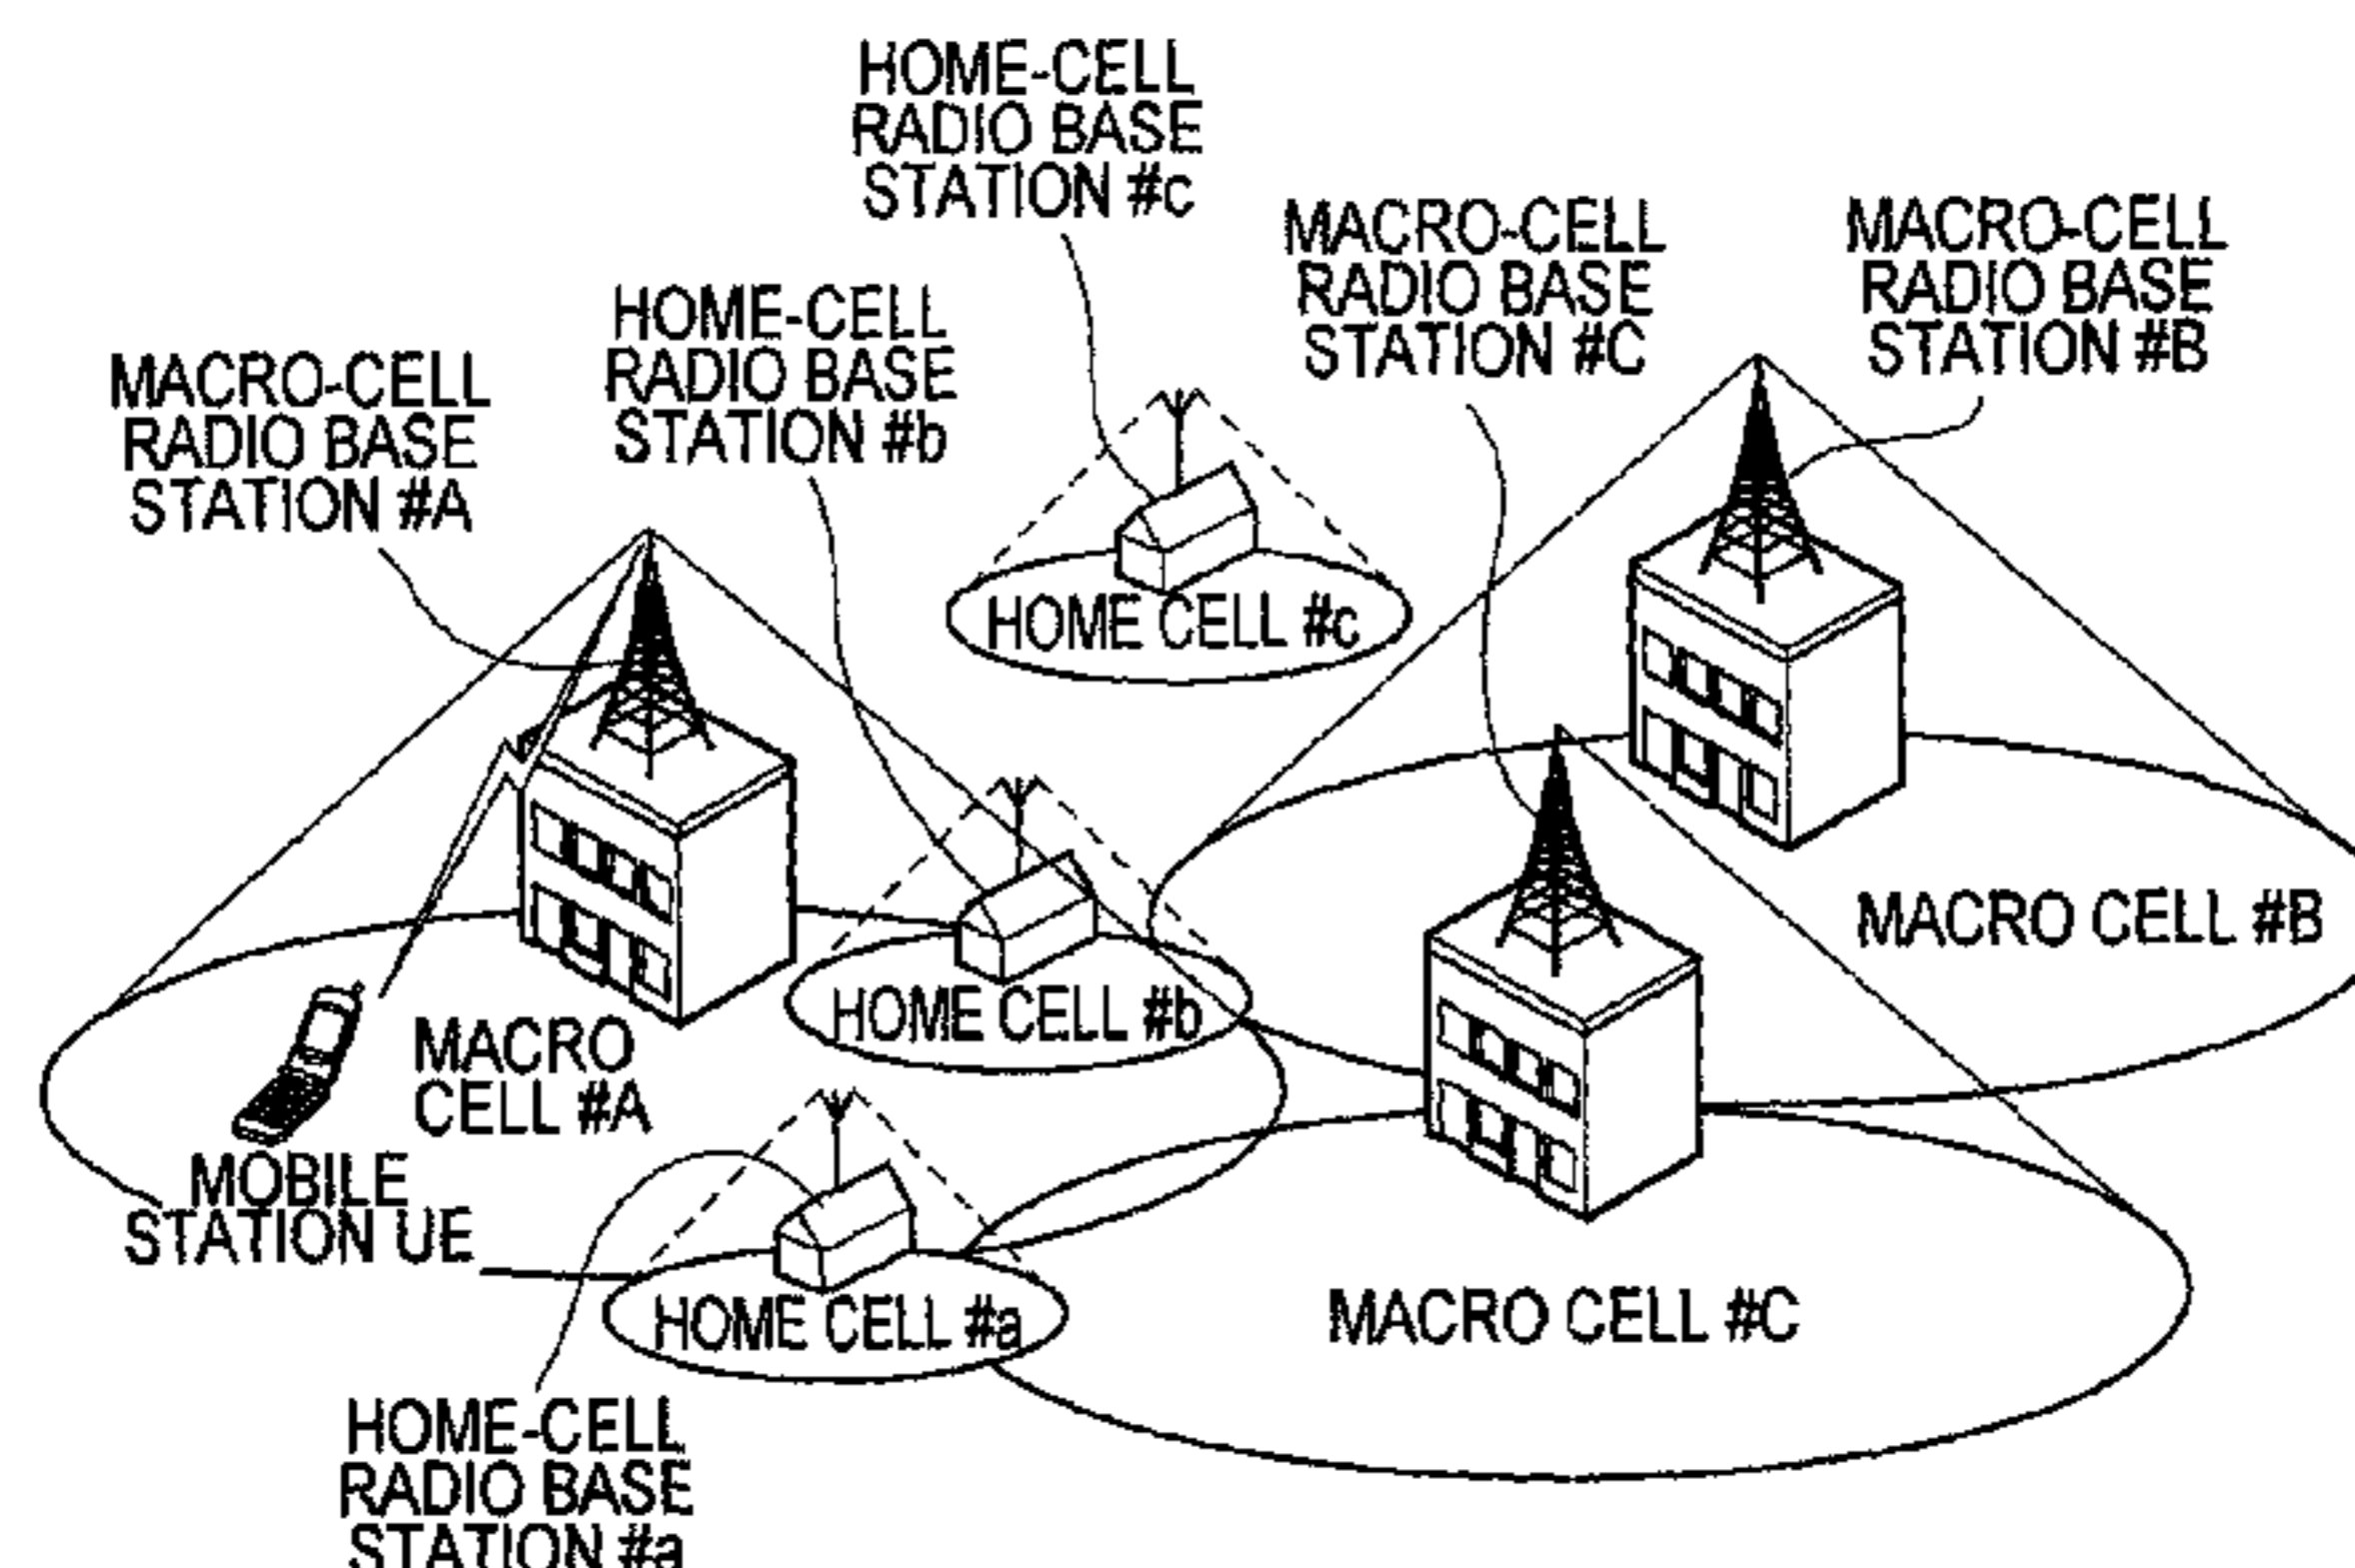 HOME-CELL
RADIO BASE
STATION #c
MACRO-CELL
RADIO BASE
STATION #C
MACRO-CELL
RADIO BASE
STATION #B
HOME-CELL
RADIO BASE
STATION #b
MACRO-CELL
RADIO BASE
STATION #A
HOME CELL #c
MACRO CELL #B
HOME CELL #b
MACRO
CELL #A
MOBILE
STATION UE
HOME CELL #a
MACRO CELL #C
HOME-CELL
RADIO BASE
STATION #a